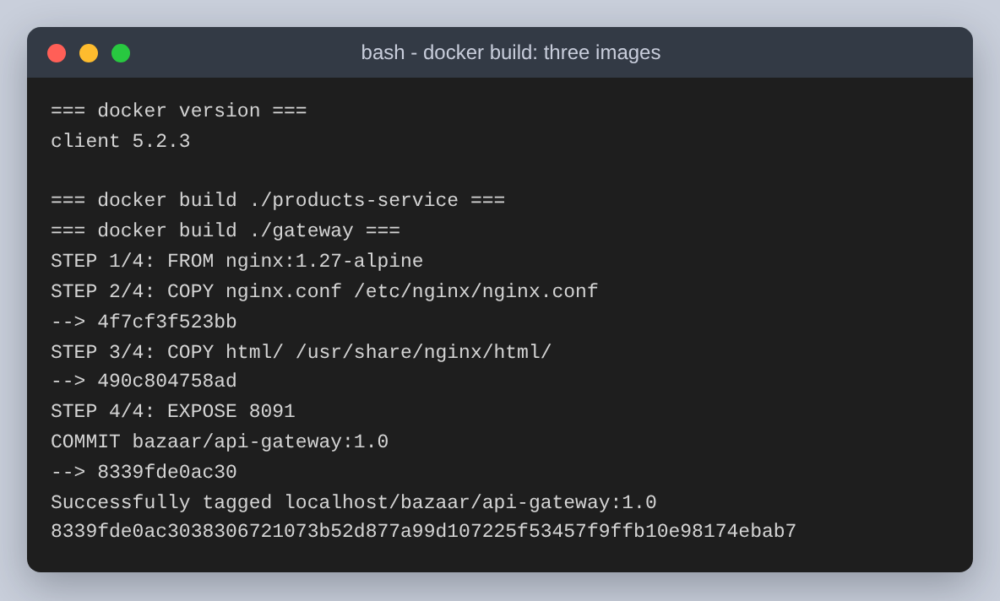 bash - docker build: three images
=== docker version ===
client 5.2.3
=== docker build ./products-service ===
=== docker build ./gateway ===
STEP 1/4: FROM nginx:1.27-alpine
STEP 2/4: COPY nginx.conf /etc/nginx/nginx.conf
--> 4f7cf3f523bb
STEP 3/4: COPY html/ /usr/share/nginx/html/
--> 490c804758ad
STEP 4/4: EXPOSE 8091
COMMIT bazaar/api-gateway:1.0
--> 8339fde0ac30
Successfully tagged localhost/bazaar/api-gateway:1.0
8339fde0ac3038306721073b52d877a99d107225f53457f9ffb10e98174ebab7